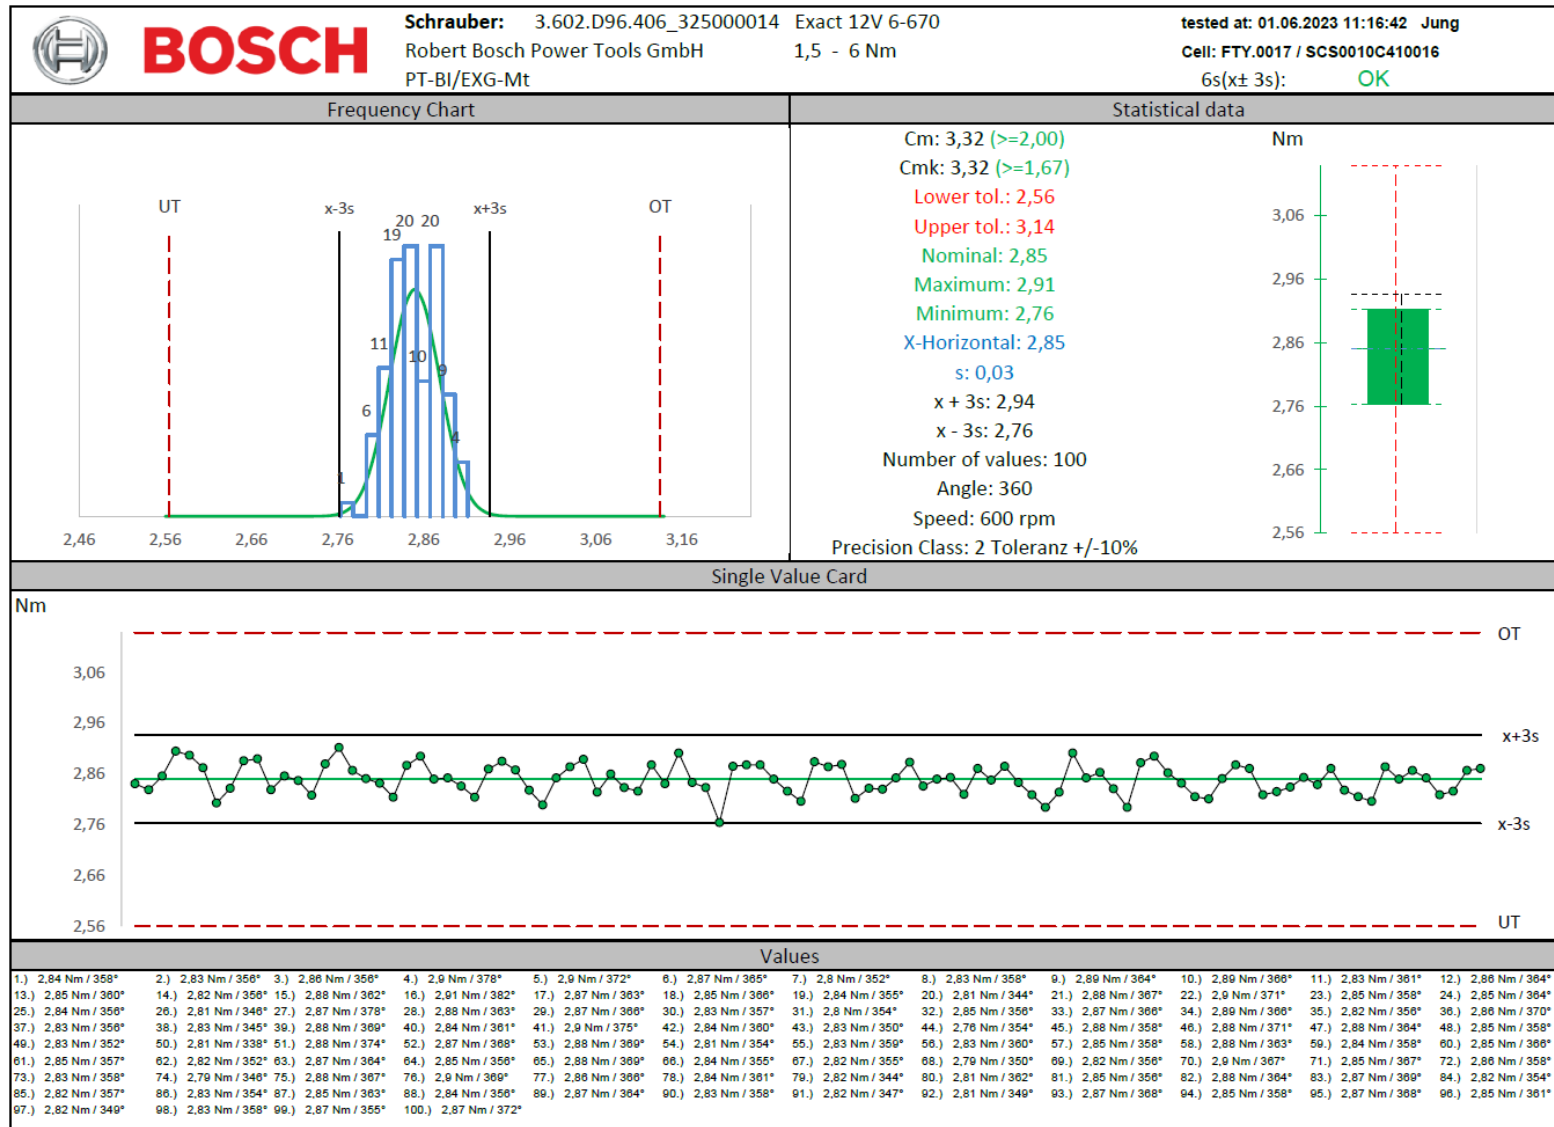 BOSCH
Schrauber: 3.602.D96.406_325000014 Exact 12V 6-670
Robert Bosch Power Tools GmbH 1,5 - 6 Nm
PT-BI/EXG-Mt
tested at: 01.06.2023 11:16:42 Jung
Cell: FTY.0017 / SCS0010C410016
6s(x± 3s): OK
Frequency Chart
UT x-3s x+3s OT
1 6 11 19 20 10 20 9 4
2,46 2,56 2,66 2,76 2,86 2,96 3,06 3,16
Statistical data
Cm: 3,32 (>=2,00)
Cmk: 3,32 (>=1,67)
Lower tol.: 2,56
Upper tol.: 3,14
Nominal: 2,85
Maximum: 2,91
Minimum: 2,76
X-Horizontal: 2,85
s: 0,03
x + 3s: 2,94
x - 3s: 2,76
Number of values: 100
Angle: 360
Speed: 600 rpm
Precision Class: 2 Toleranz +/-10%
Nm
3,06
2,96
2,86
2,76
2,66
2,56
Single Value Card
Nm
OT
3,06
2,96
x+3s
2,86
2,76
x-3s
2,66
2,56
UT
Values
1.) 2,84 Nm / 358° 2.) 2,83 Nm / 356° 3.) 2,86 Nm / 356° 4.) 2,9 Nm / 378° 5.) 2,9 Nm / 372° 6.) 2,87 Nm / 365° 7.) 2,8 Nm / 352° 8.) 2,83 Nm / 358° 9.) 2,89 Nm / 364° 10.) 2,89 Nm / 366° 11.) 2,83 Nm / 361° 12.) 2,86 Nm / 364°
13.) 2,85 Nm / 360° 14.) 2,82 Nm / 356° 15.) 2,88 Nm / 362° 16.) 2,91 Nm / 382° 17.) 2,87 Nm / 363° 18.) 2,85 Nm / 366° 19.) 2,84 Nm / 355° 20.) 2,81 Nm / 344° 21.) 2,88 Nm / 367° 22.) 2,9 Nm / 371° 23.) 2,85 Nm / 358° 24.) 2,85 Nm / 364°
25.) 2,84 Nm / 356° 26.) 2,81 Nm / 346° 27.) 2,87 Nm / 378° 28.) 2,88 Nm / 363° 29.) 2,87 Nm / 366° 30.) 2,83 Nm / 357° 31.) 2,8 Nm / 354° 32.) 2,85 Nm / 356° 33.) 2,87 Nm / 366° 34.) 2,89 Nm / 366° 35.) 2,82 Nm / 356° 36.) 2,86 Nm / 370°
37.) 2,83 Nm / 356° 38.) 2,83 Nm / 345° 39.) 2,88 Nm / 369° 40.) 2,84 Nm / 361° 41.) 2,9 Nm / 375° 42.) 2,84 Nm / 360° 43.) 2,83 Nm / 350° 44.) 2,76 Nm / 354° 45.) 2,88 Nm / 358° 46.) 2,88 Nm / 371° 47.) 2,88 Nm / 364° 48.) 2,85 Nm / 358°
49.) 2,83 Nm / 352° 50.) 2,81 Nm / 338° 51.) 2,88 Nm / 374° 52.) 2,87 Nm / 368° 53.) 2,88 Nm / 369° 54.) 2,81 Nm / 354° 55.) 2,83 Nm / 359° 56.) 2,83 Nm / 360° 57.) 2,85 Nm / 358° 58.) 2,88 Nm / 363° 59.) 2,84 Nm / 358° 60.) 2,85 Nm / 366°
61.) 2,85 Nm / 357° 62.) 2,82 Nm / 352° 63.) 2,87 Nm / 364° 64.) 2,85 Nm / 356° 65.) 2,88 Nm / 369° 66.) 2,84 Nm / 355° 67.) 2,82 Nm / 355° 68.) 2,79 Nm / 350° 69.) 2,82 Nm / 356° 70.) 2,9 Nm / 367° 71.) 2,85 Nm / 367° 72.) 2,86 Nm / 358°
73.) 2,83 Nm / 358° 74.) 2,79 Nm / 346° 75.) 2,88 Nm / 367° 76.) 2,9 Nm / 369° 77.) 2,86 Nm / 366° 78.) 2,84 Nm / 361° 79.) 2,82 Nm / 344° 80.) 2,81 Nm / 362° 81.) 2,85 Nm / 356° 82.) 2,88 Nm / 364° 83.) 2,87 Nm / 369° 84.) 2,82 Nm / 354°
85.) 2,82 Nm / 357° 86.) 2,83 Nm / 354° 87.) 2,85 Nm / 363° 88.) 2,84 Nm / 356° 89.) 2,87 Nm / 364° 90.) 2,83 Nm / 358° 91.) 2,82 Nm / 347° 92.) 2,81 Nm / 349° 93.) 2,87 Nm / 368° 94.) 2,85 Nm / 358° 95.) 2,87 Nm / 368° 96.) 2,85 Nm / 361°
97.) 2,82 Nm / 349° 98.) 2,83 Nm / 358° 99.) 2,87 Nm / 355° 100.) 2,87 Nm / 372°